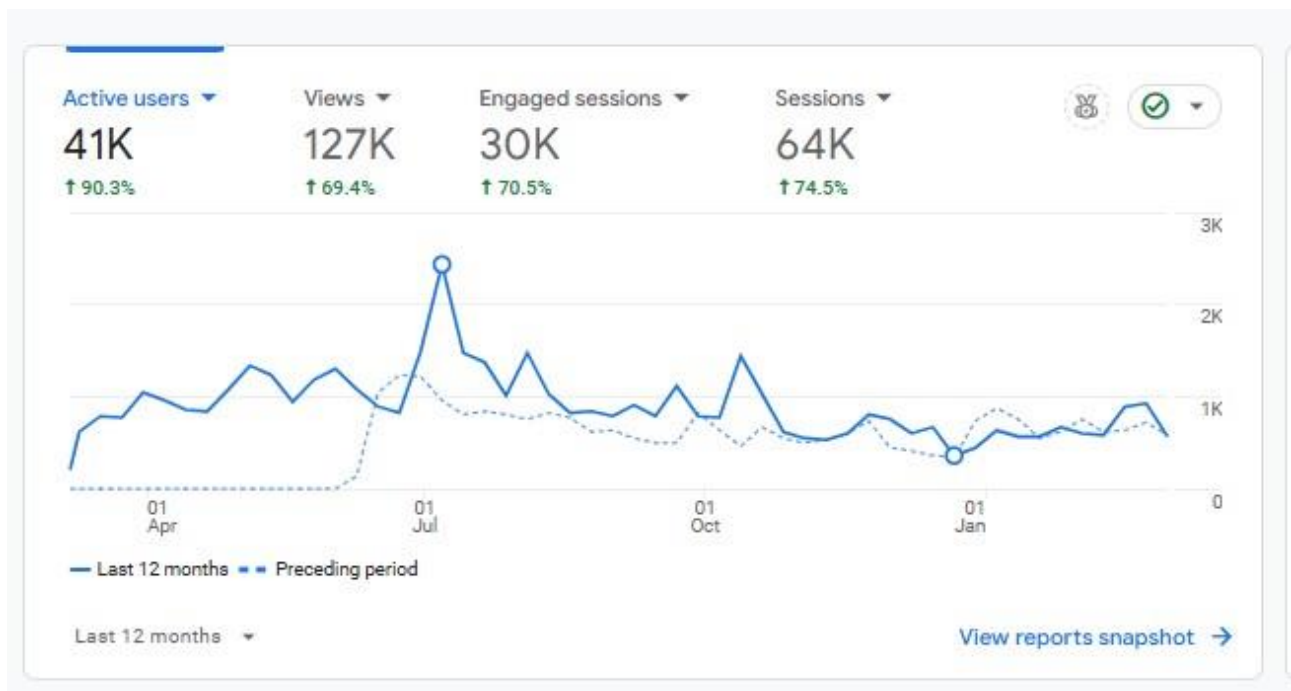 Active users Views Engaged sessions Sessions
41K 127K 30K 64K
↑ 90.3% ↑ 69.4% ↑ 70.5% ↑ 74.5%
3K
2K
1K
0
01 01 01 01
Apr Jul Oct Jan
Last 12 months Preceding period
Last 12 months View reports snapshot →